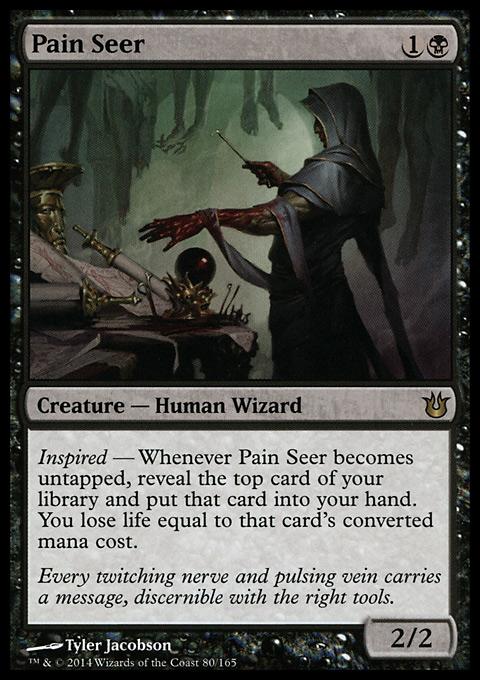 Pain Seer 1
Creature — Human Wizard
Inspired — Whenever Pain Seer becomes
untapped, reveal the top card of your
library and put that card into your hand.
You lose life equal to that card's converted
mana cost.
Every twitching nerve and pulsing vein carries
a message, discernible with the right tools.
2/2
Tyler Jacobson
™ & © 2014 Wizards of the Coast 80/165